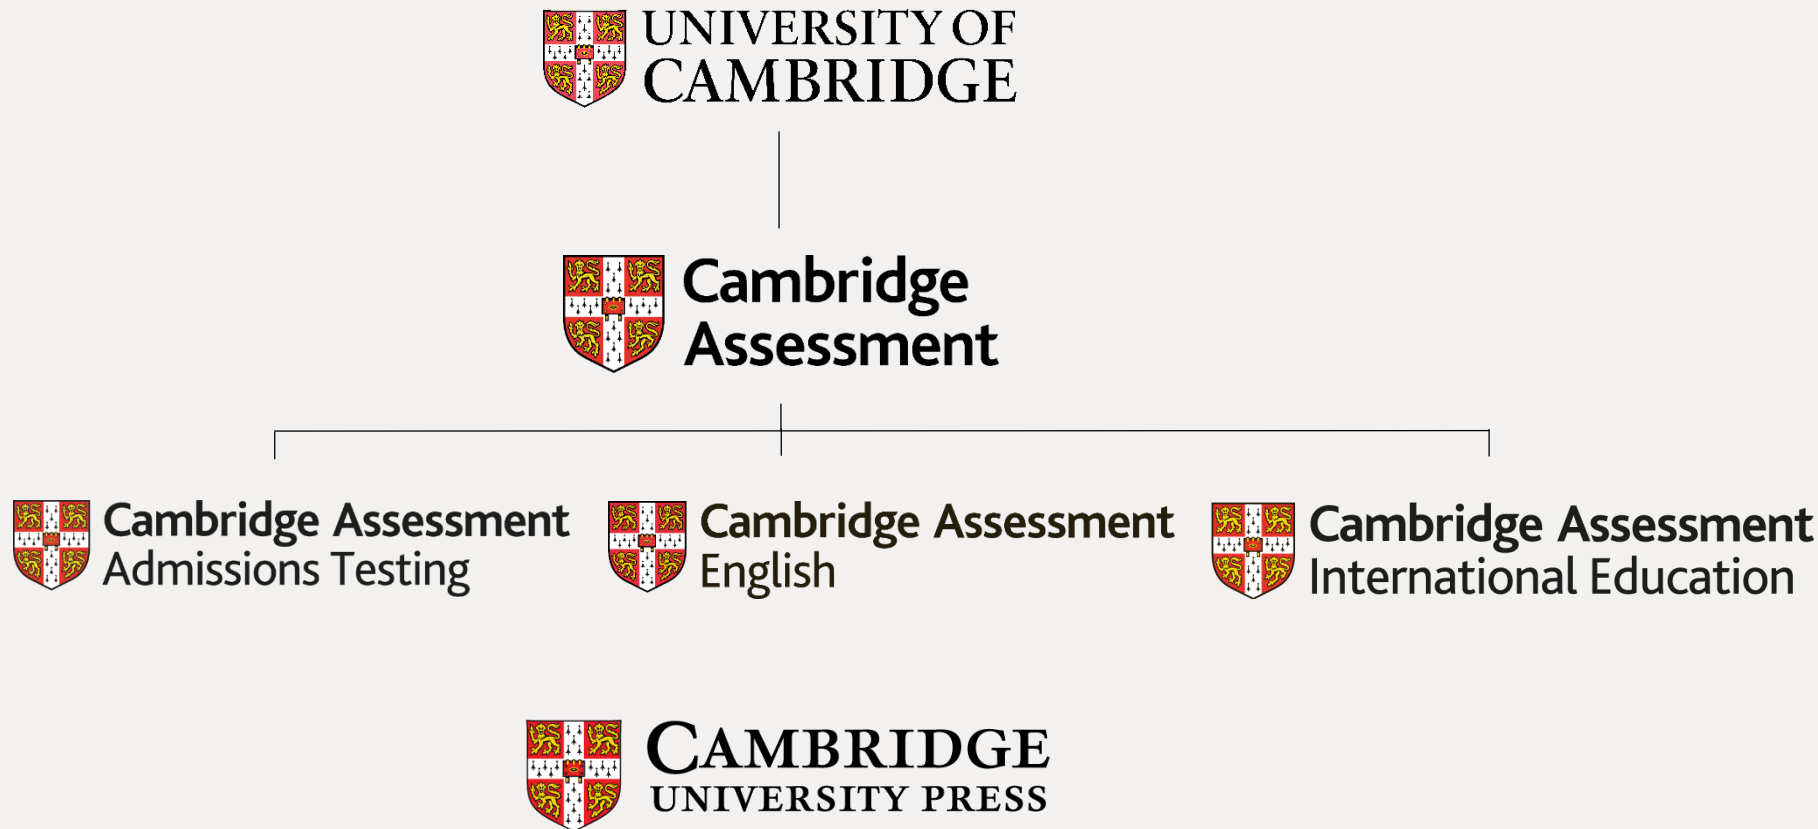 UNIVERSITY OF
CAMBRIDGE
Cambridge
Assessment
Cambridge Assessment
Admissions Testing
Cambridge Assessment
English
Cambridge Assessment
International Education
CAMBRIDGE
UNIVERSITY PRESS